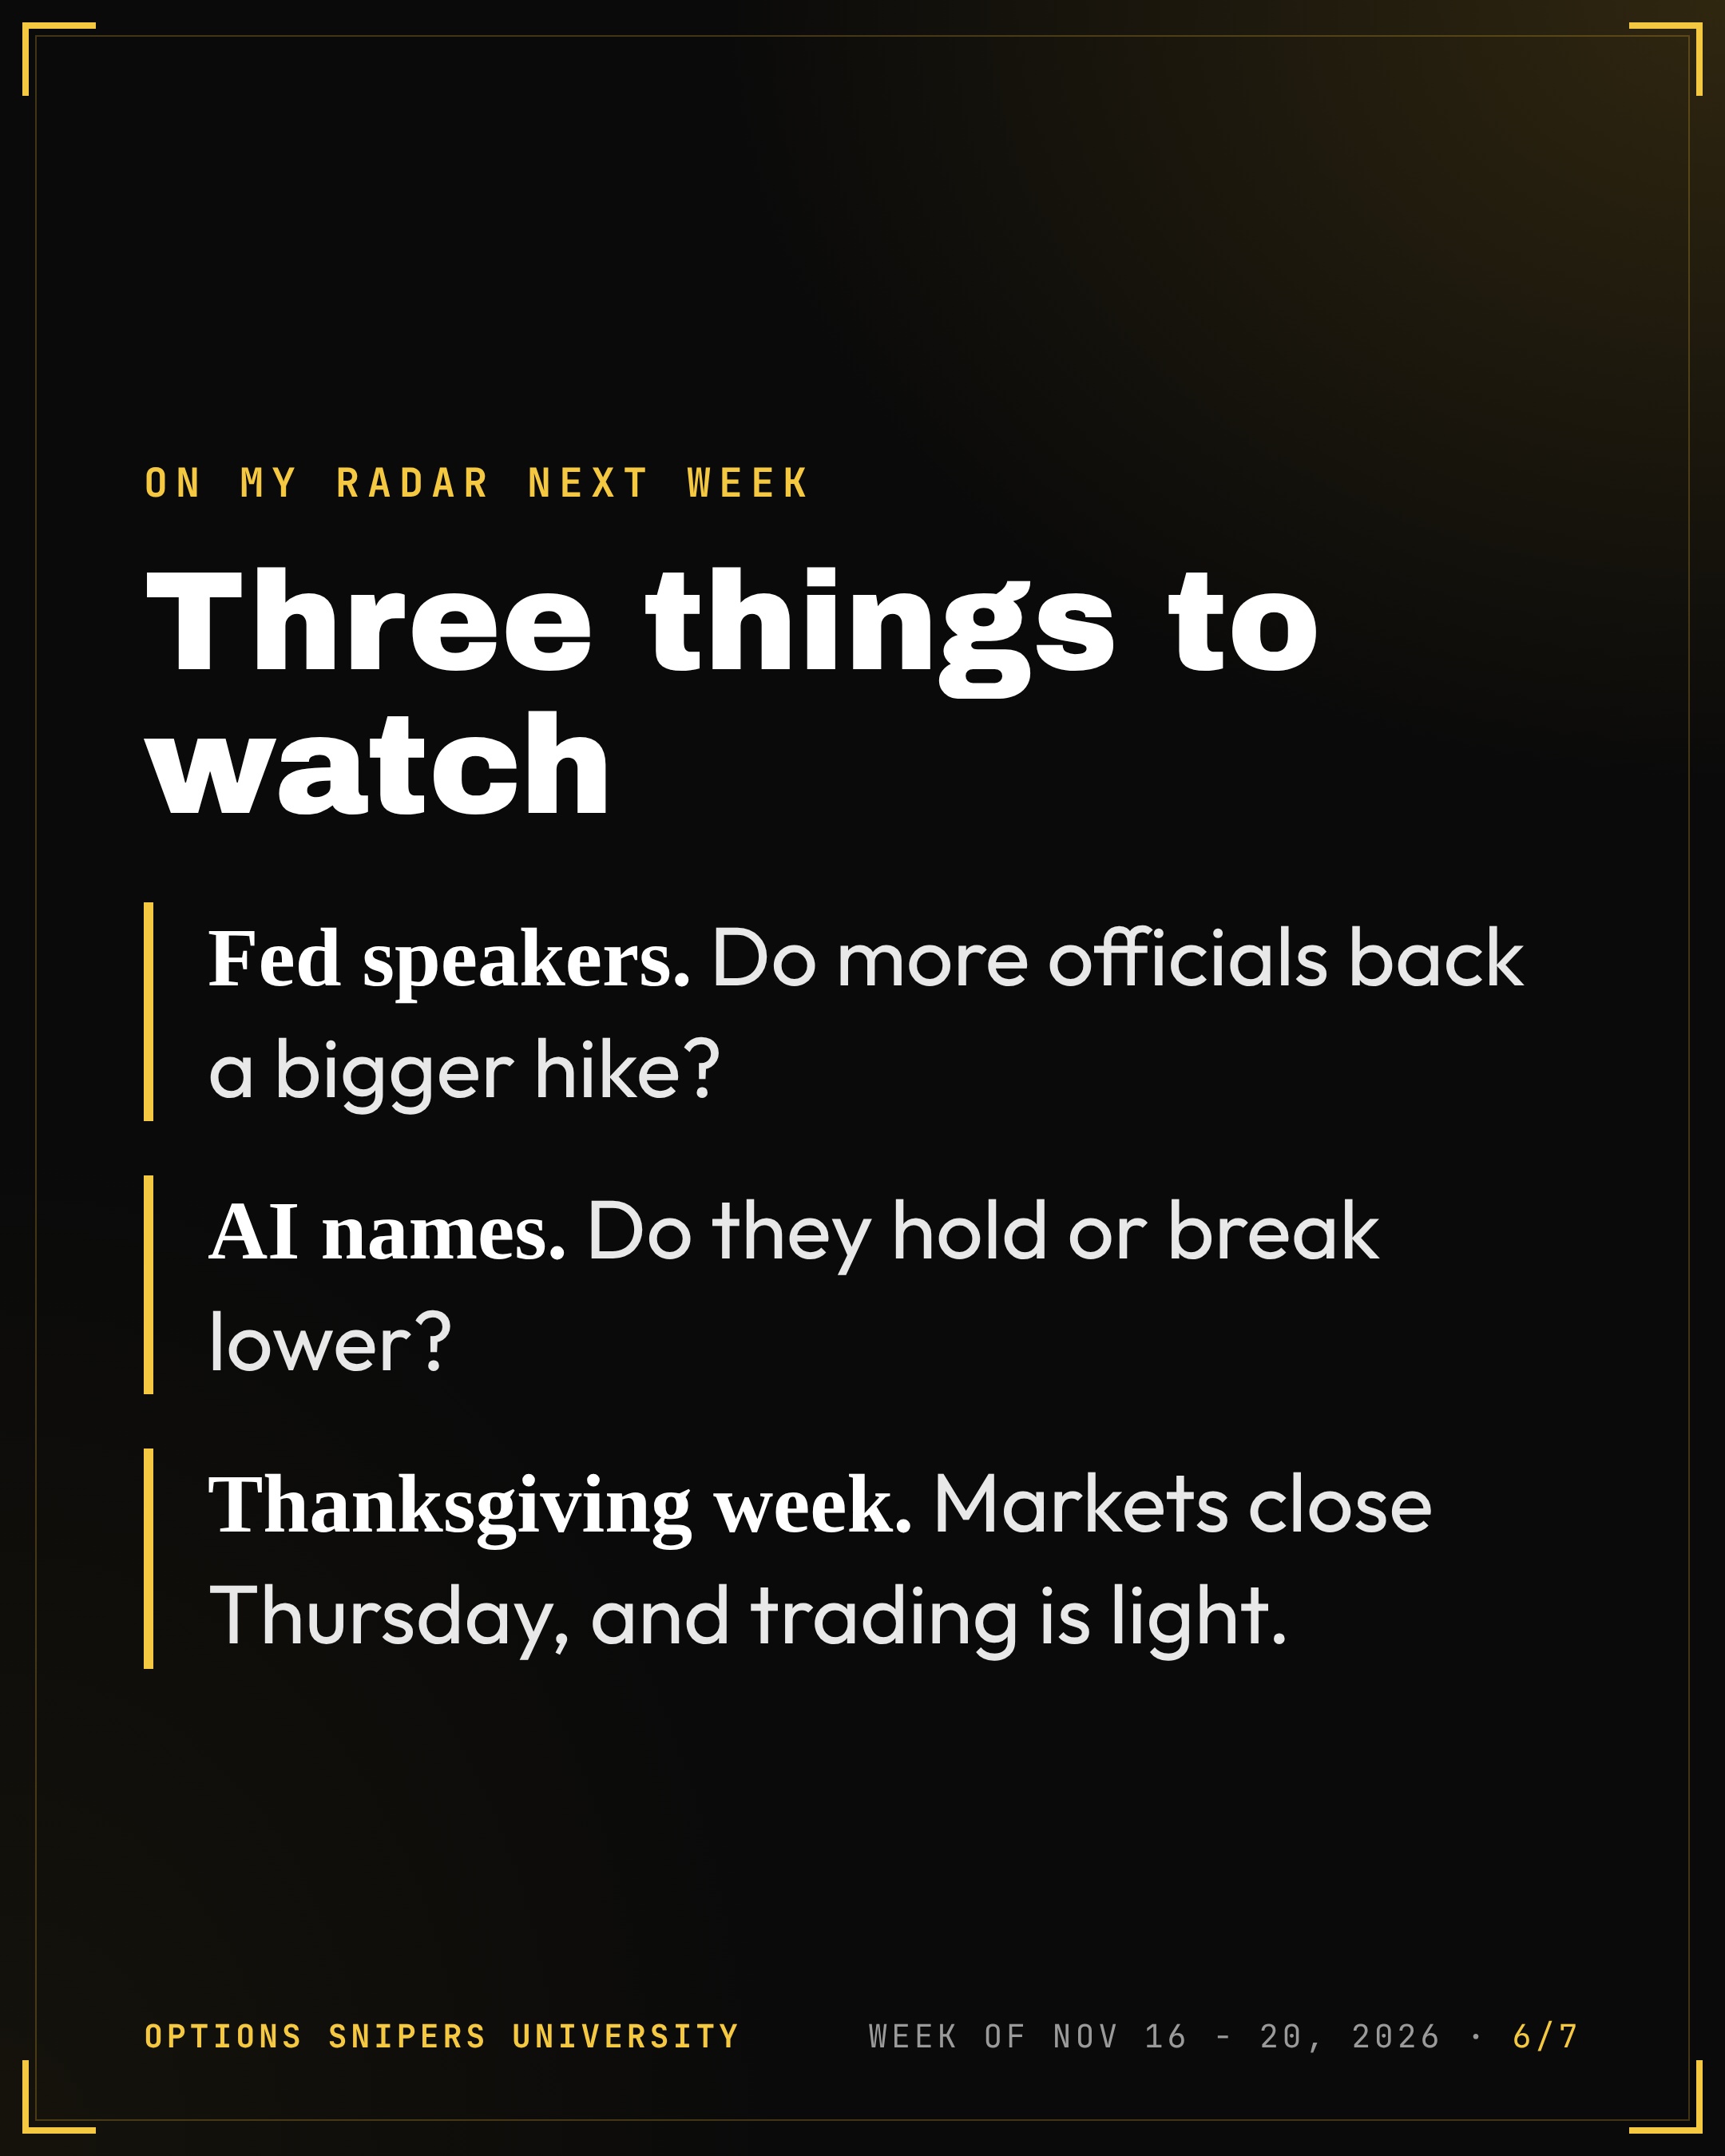 ON MY RADAR NEXT WEEK
Three things to
watch
Fed speakers. Do more officials back
a bigger hike?
AI names. Do they hold or break
lower?
Thanksgiving week. Markets close
Thursday, and trading is light.
OPTIONS SNIPERS UNIVERSITY
WEEK OF NOV 16 - 20, 2026 · 6/7